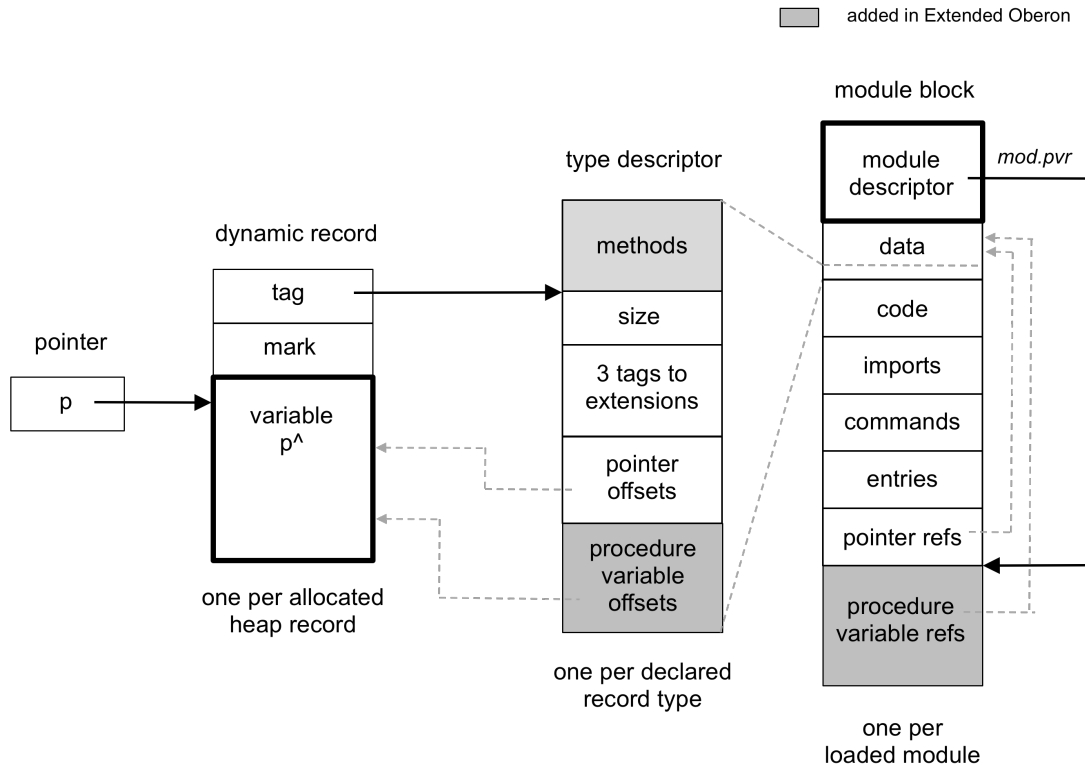 added in Extended Oberon
module block
module
descriptor
mod.pvr
type descriptor
methods
data
dynamic record
tag
size
code
pointer
mark
3 tags to
extensions
imports
p
variable
p^
commands
pointer
offsets
entries
procedure
variable
offsets
pointer refs
one per allocated
heap record
procedure
variable refs
one per declared
record type
one per
loaded module